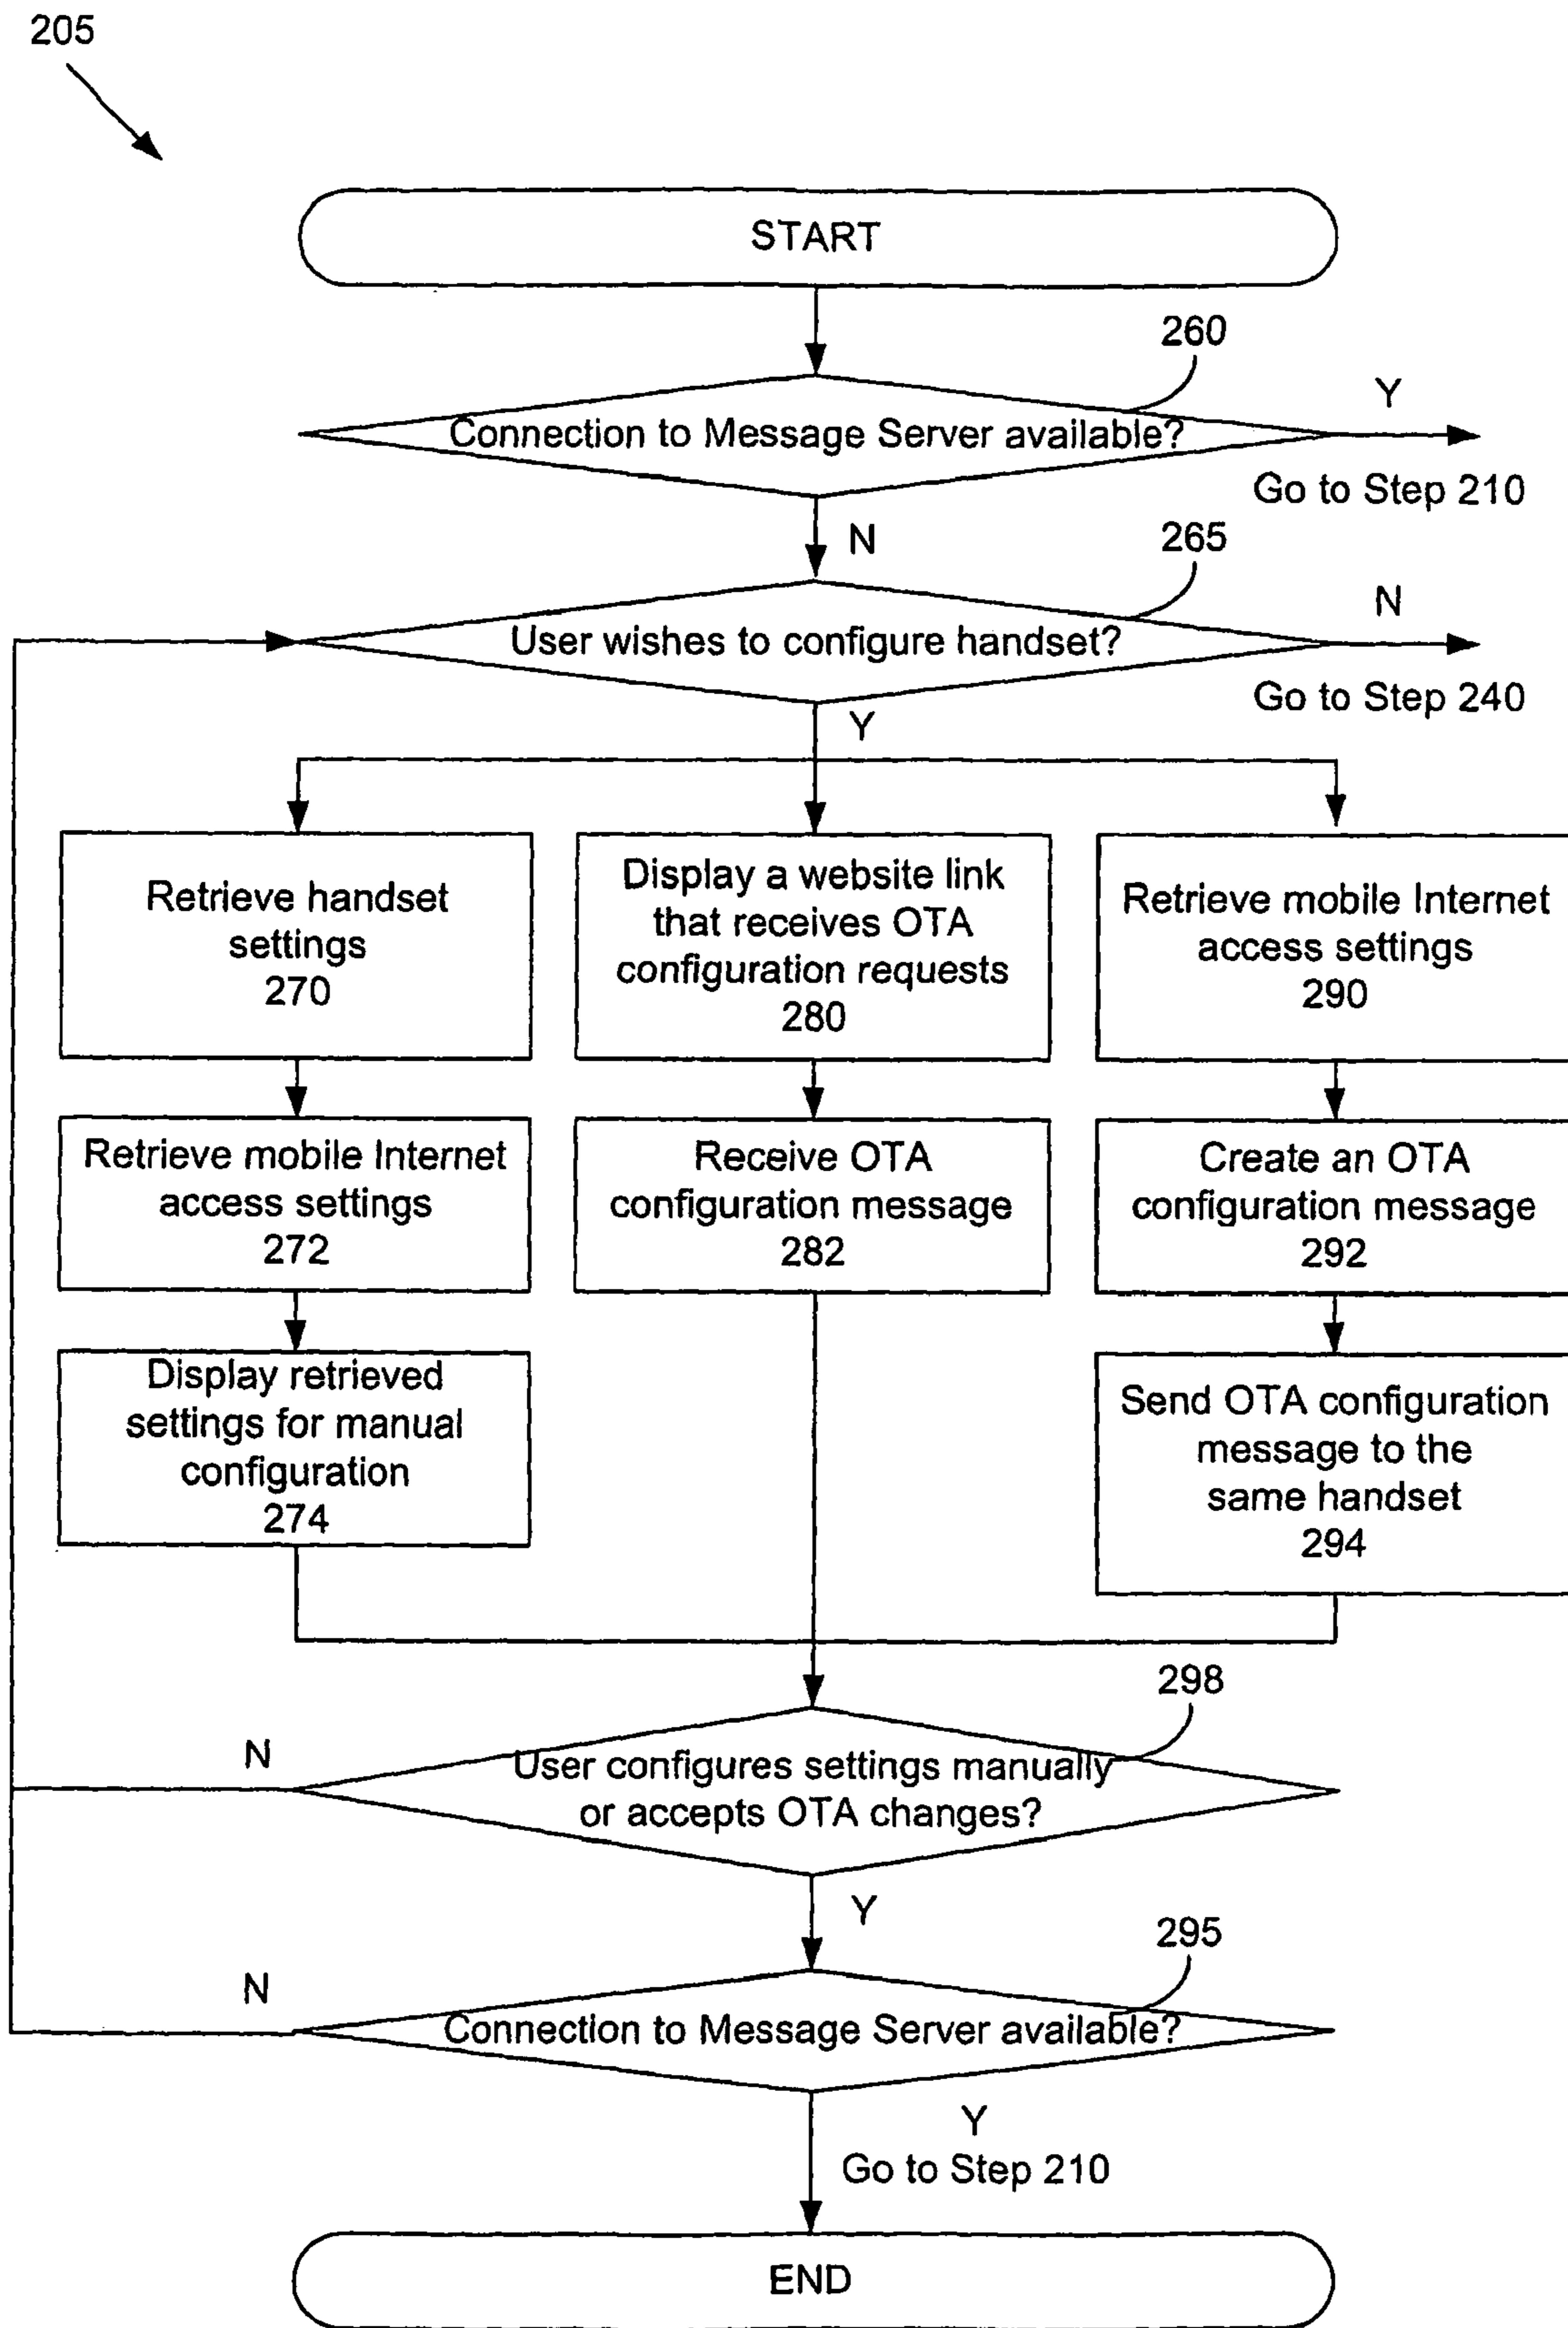 205
START
260
Connection to Message Server available?
Y
Go to Step 210
N
265
User wishes to configure handset?
N
Go to Step 240
Y
Retrieve handset
settings
270
Display a website link
that receives OTA
configuration requests
280
Retrieve mobile Internet
access settings
290
Retrieve mobile Internet
access settings
272
Receive OTA
configuration message
282
Create an OTA
configuration message
292
Display retrieved
settings for manual
configuration
274
Send OTA configuration
message to the
same handset
294
298
N
User configures settings manually
or accepts OTA changes?
Y
295
N
Connection to Message Server available?
Y
Go to Step 210
END